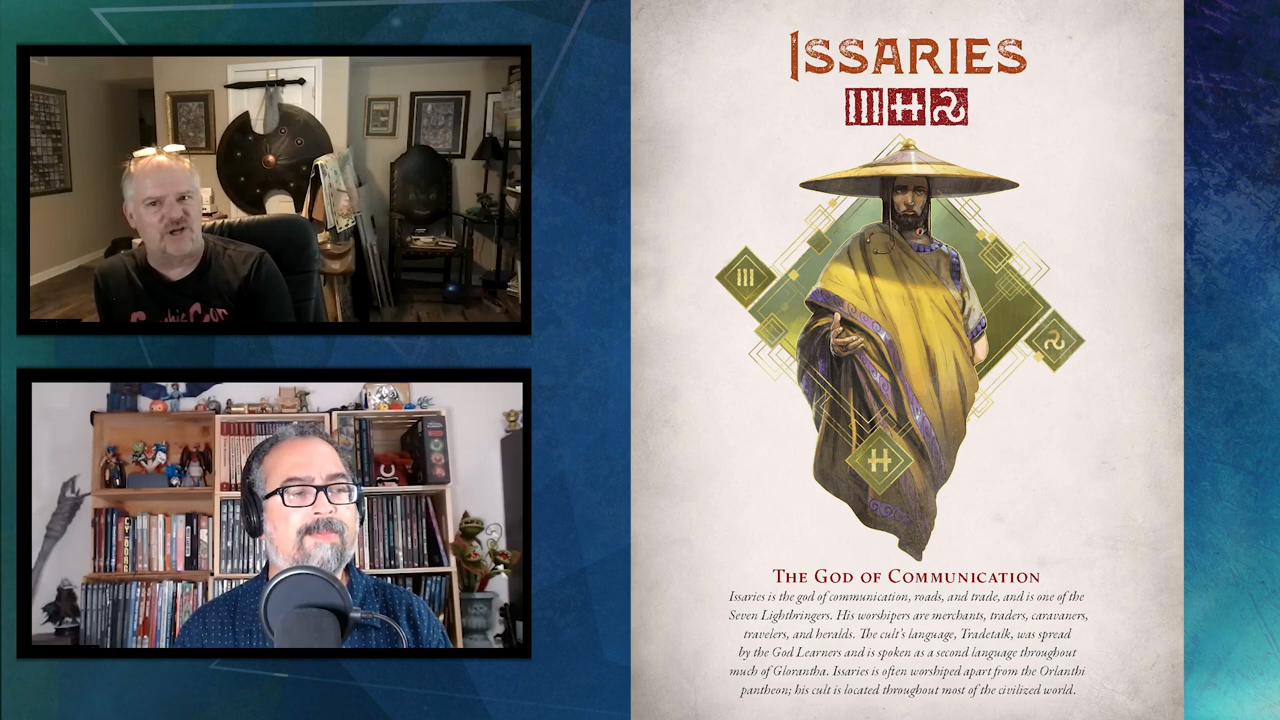 ISSARIES
THE GOD OF COMMUNICATION
Issaries is the god of communication, roads, and trade, and is one of the
Seven Lightbringers. His worshipers are merchants, traders, caravaners,
travelers, and heralds. The cult's language, Tradetalk, was spread
by the God Learners and is spoken as a second language throughout
much of Glorantha. Issaries is often worshiped apart from the Orlanthi
pantheon; his cult is located throughout most of the civilized world.